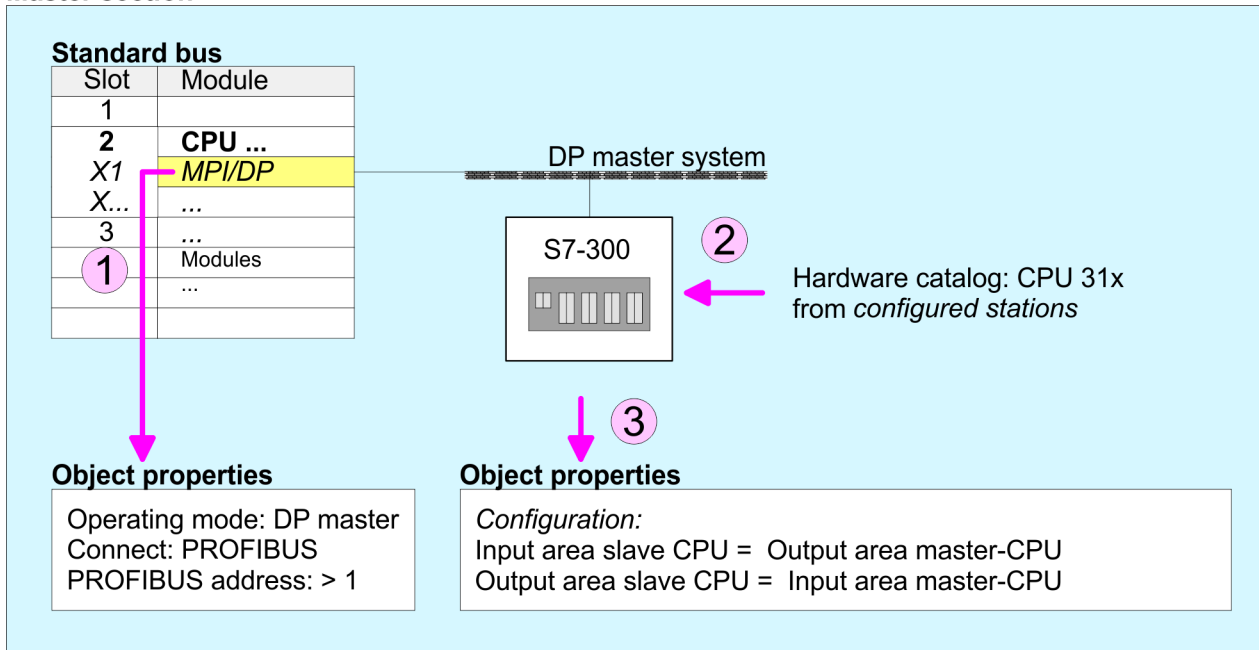 Standard bus
Slot Module
1
2 CPU ...
X1 MPI/DP
X... ...
3 ...
Modules
...
1
DP master system
S7-300
2
Hardware catalog: CPU 31x
from configured stations
3
Object properties
Operating mode: DP master
Connect: PROFIBUS
PROFIBUS address: > 1
Object properties
Configuration:
Input area slave CPU = Output area master-CPU
Output area slave CPU = Input area master-CPU